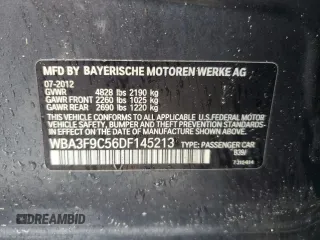 MFD BY BAYERISCHE MOTOREN WERKE AG
07-2012
GVWR 4828 lbs 2190 kg
GAWR FRONT 2260 lbs 1025 kg
GAWR REAR 2690 lbs 1220 kg
THIS VEHICLE CONFORMS TO ALL APPLICABLE
U.S. FEDERAL MOTOR VEHICLE SAFETY, BUMPER, AND
THEFT PREVENTION STANDARDS IN EFFECT ON THE
DATE OF MANUFACTURE SHOWN ABOVE.
WBA3F9C56DF145213 TYPE: PASSENGER CAR
DREAMBID